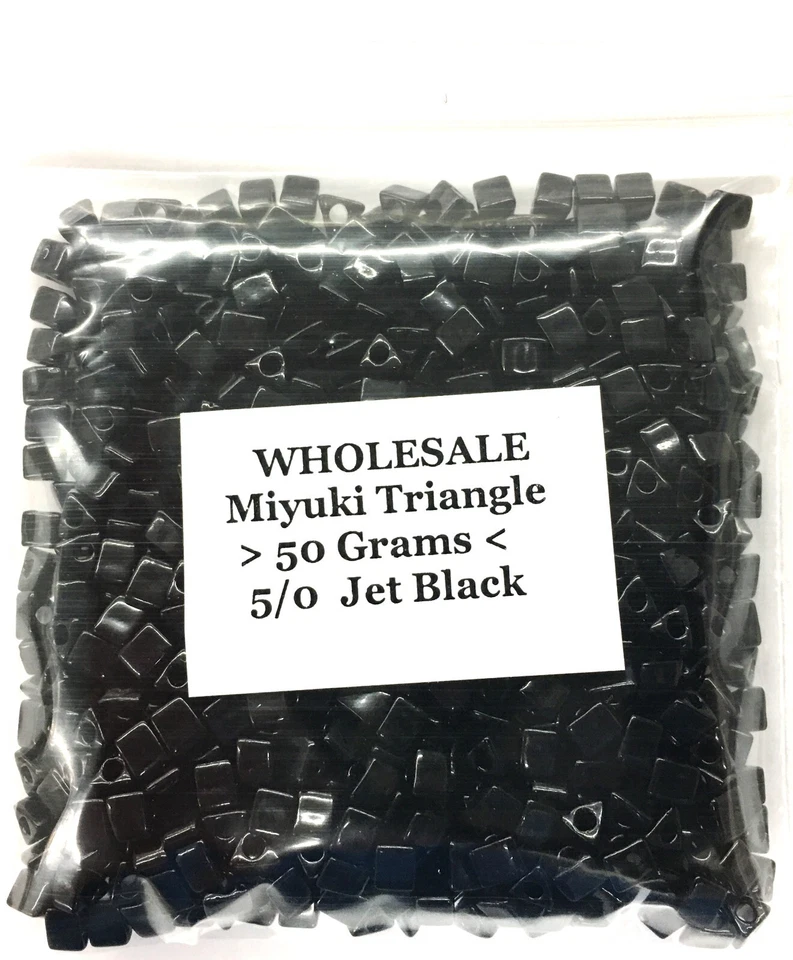 WHOLESALE
Miyuki Triangle
> 50 Grams <
5/0 Jet Black